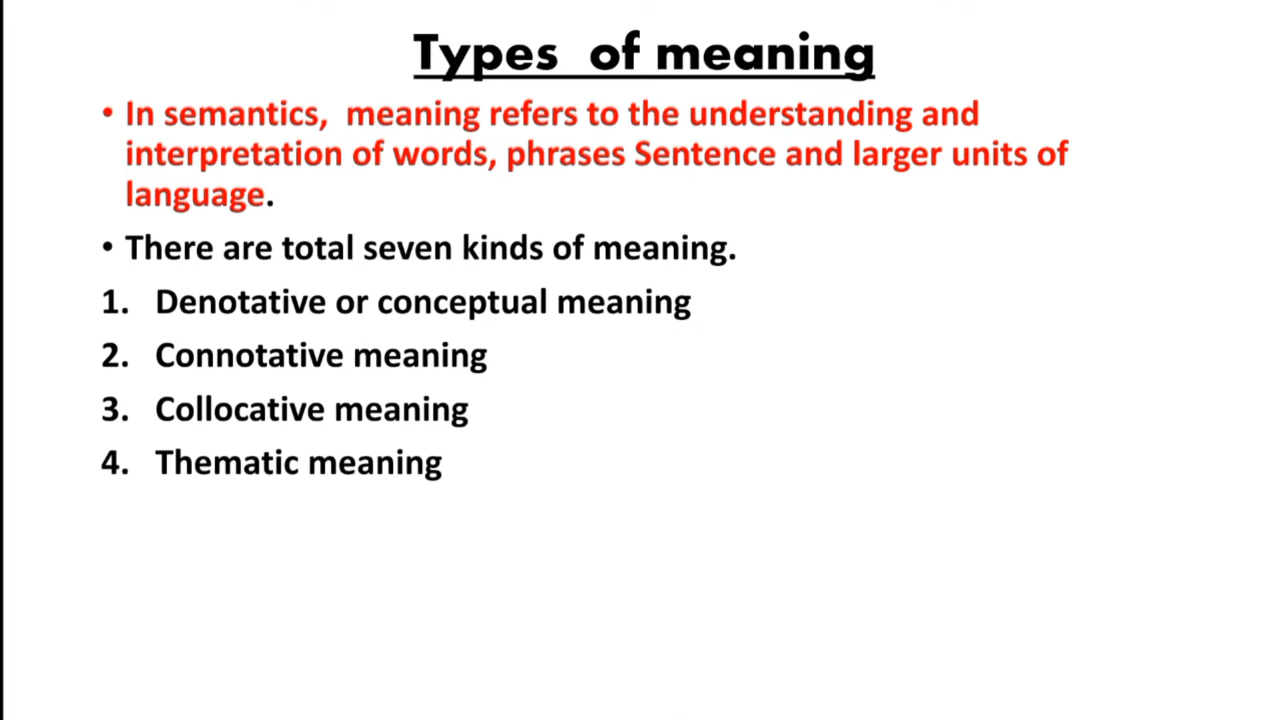 Types of meaning
• In semantics, meaning refers to the understanding and
interpretation of words, phrases Sentence and larger units of
language.
• There are total seven kinds of meaning.
1. Denotative or conceptual meaning
2. Connotative meaning
3. Collocative meaning
4. Thematic meaning